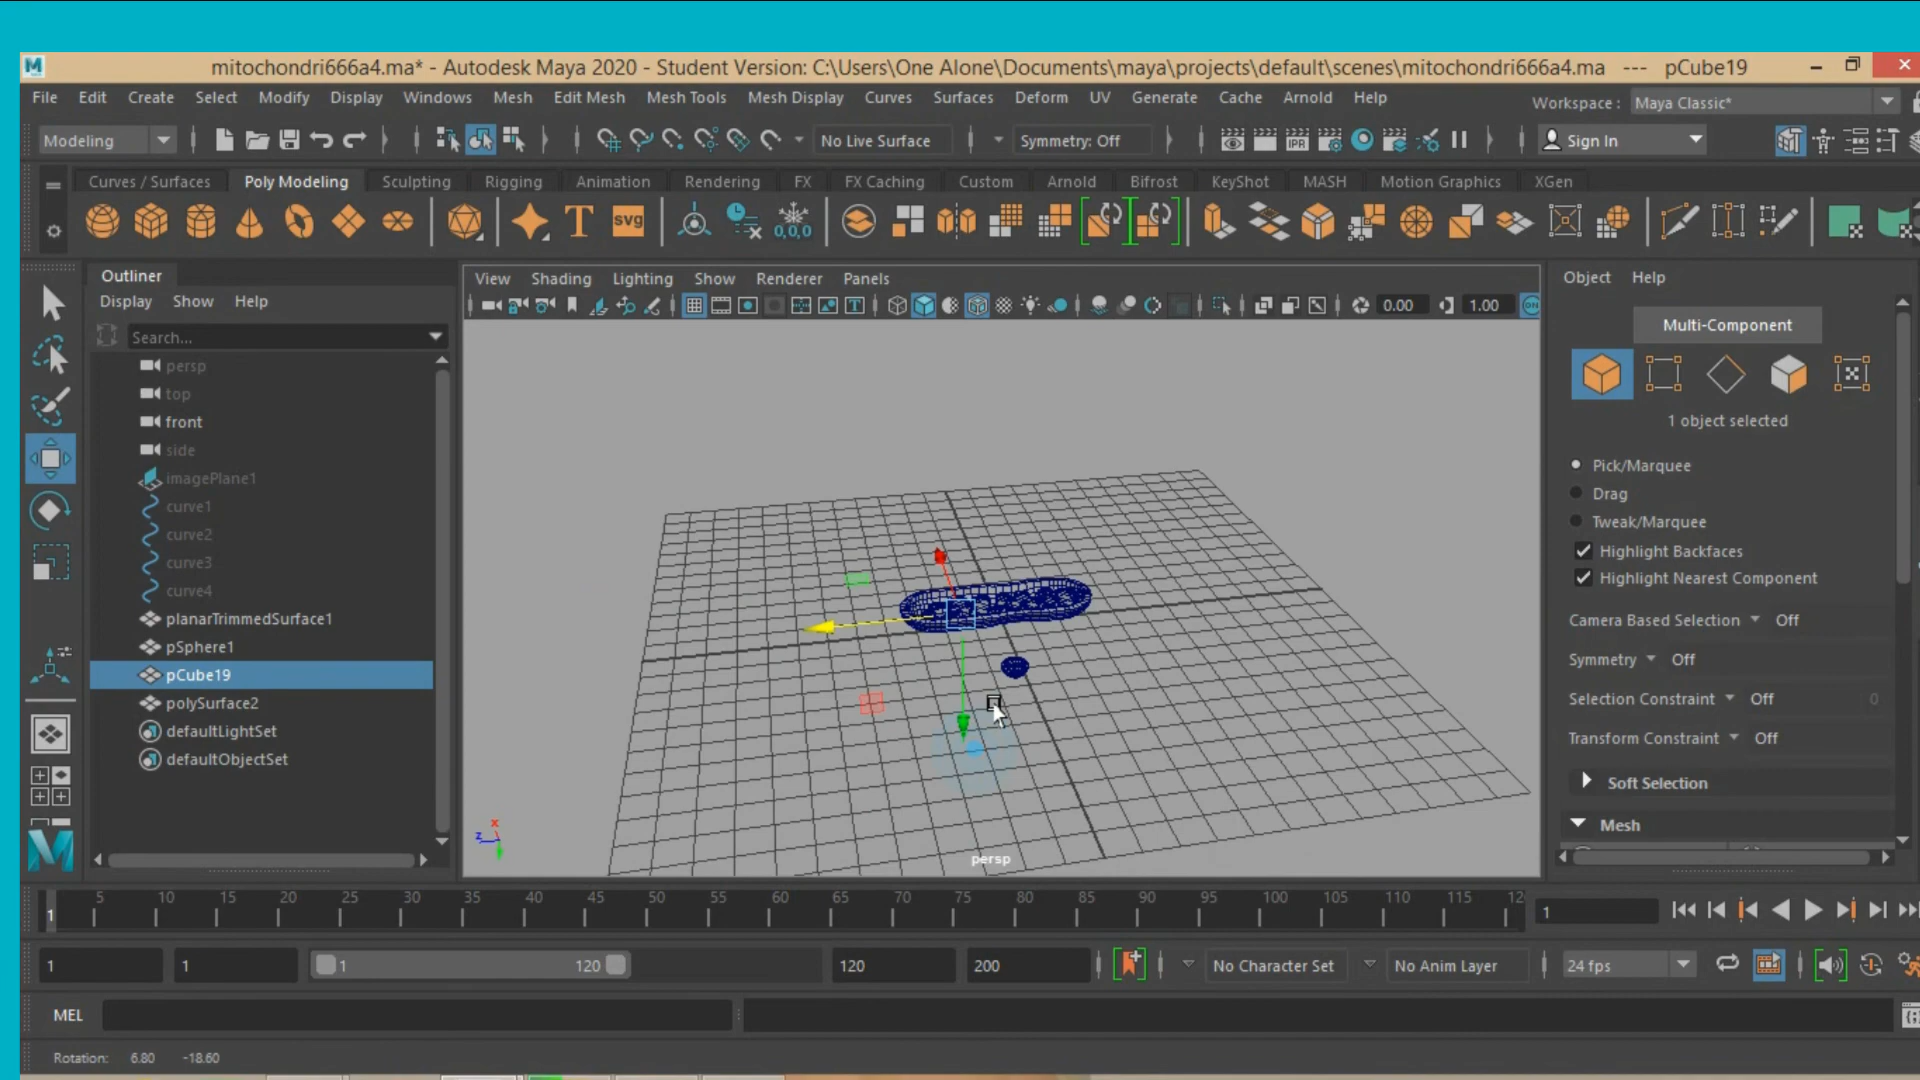 mitochondri666a4.ma* - Autodesk Maya 2020 - Student Version: C:\Users\One Alone\Documents\maya\projects\default\scenes\mitochondri666a4.ma --- pCube19
File Edit Create Select Modify Display Windows Mesh Edit Mesh Mesh Tools Mesh Display Curves Surfaces Deform UV Generate Cache Arnold Help Workspace : Maya Classic*
Modeling No Live Surface Symmetry: Off Sign In
Curves / Surfaces Poly Modeling Sculpting Rigging Animation Rendering FX FX Caching Custom Arnold Bifrost KeyShot MASH Motion Graphics XGen
T svg 0,0,0
Outliner
Display Show Help
Search...
persp
top
front
side
imagePlane1
curve1
curve2
curve3
curve4
planarTrimmedSurface1
pSphere1
pCube19
polySurface2
defaultLightSet
defaultObjectSet
View Shading Lighting Show Renderer Panels
0.00 1.00 ON
x
z
persp
Object Help
Multi-Component
1 object selected
Pick/Marquee
Drag
Tweak/Marquee
Highlight Backfaces
Highlight Nearest Component
Camera Based Selection Off
Symmetry Off
Selection Constraint Off 0
Transform Constraint Off
Soft Selection
Mesh
1 5 10 15 20 25 30 35 40 45 50 55 60 65 70 75 80 85 90 95 100 105 110 115 12 1
1 1 1 120 120 200 No Character Set No Anim Layer 24 fps
MEL
Rotation: 6.80 -18.60